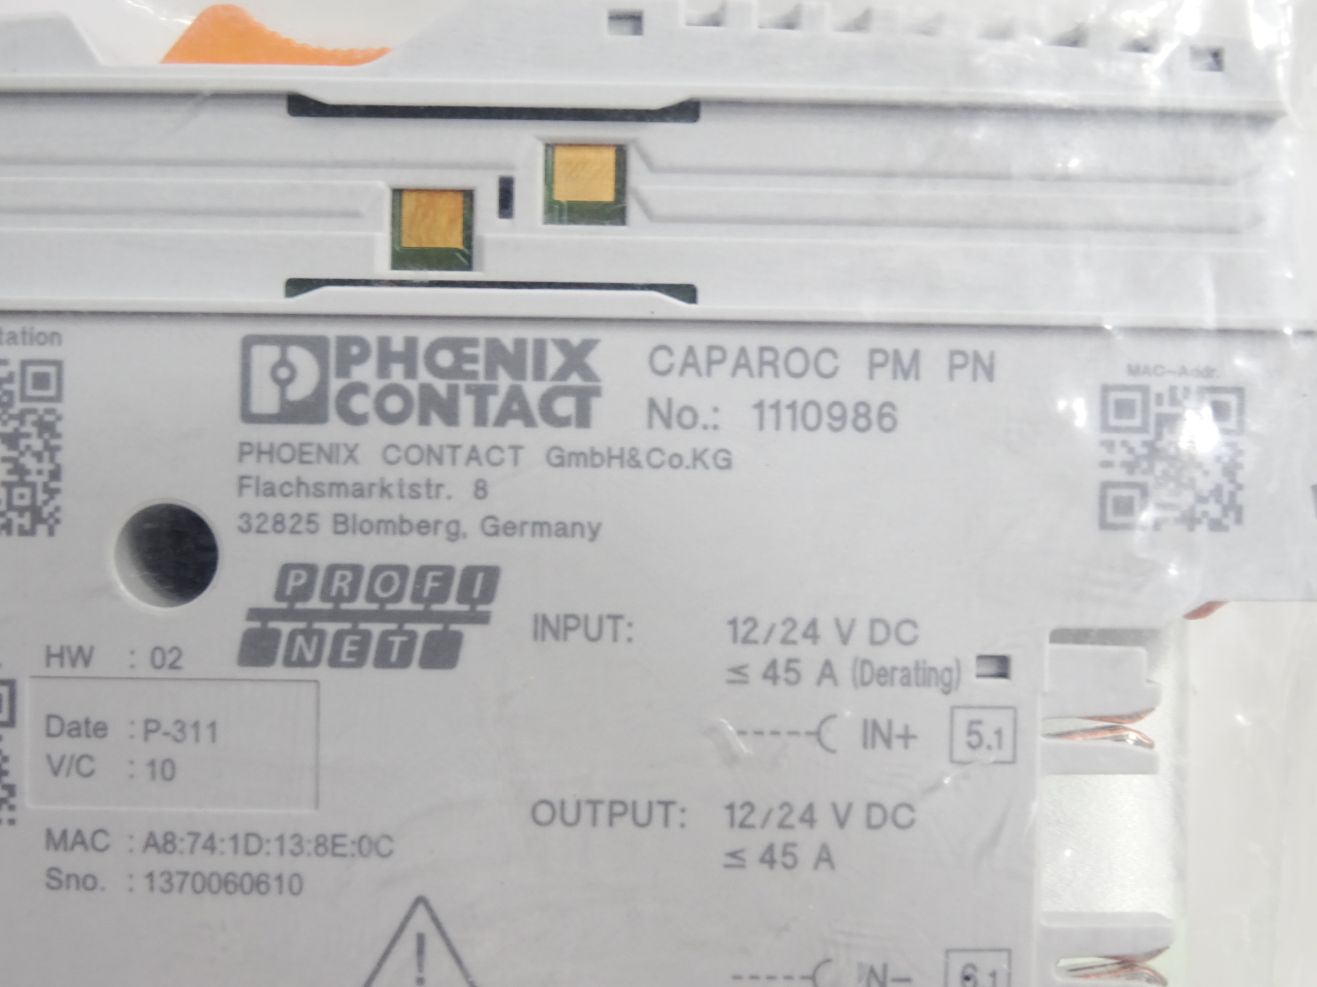 tation
PHŒNIX
CONTACT
CAPAROC PM PN
No.: 1110986
MAC-Addr.
PHOENIX CONTACT GmbH&Co.KG
Flachsmarktstr. 8
32825 Blomberg, Germany
PROFI
NET
HW : 02
Date : P-311
V/C : 10
MAC : A8:74:1D:13:8E:0C
Sno. : 1370060610
INPUT: 12/24 V DC
≤ 45 A (Derating)
IN+ 5.1
OUTPUT: 12/24 V DC
≤ 45 A
IN− 6.1
!